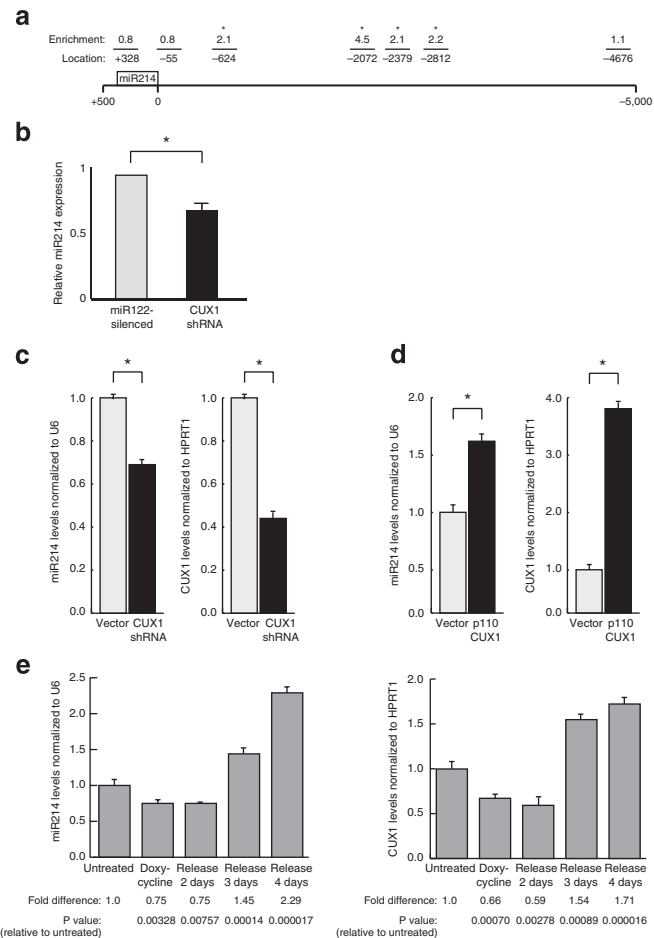 a
* * * *
Enrichment: 0.8 0.8 2.1 4.5 2.1 2.2 1.1
Location: +328 –55 –624 –2072 –2379 –2812 –4676
miR214
+500 0 –5,000
b
*
Relative miR214 expression
1
0.5
0
miR122-silenced
CUX1 shRNA
c
*
miR214 levels normalized to U6
1.0
0.8
0.6
0.4
0.2
0.0
Vector CUX1
shRNA
*
CUX1 levels normalized to HPRT1
1.0
0.8
0.6
0.4
0.2
0.0
Vector CUX1
shRNA
d
*
miR214 levels normalized to U6
2.0
1.5
1.0
0.5
0.0
Vector p110
CUX1
*
CUX1 levels normalized to HPRT1
4.0
3.0
2.0
1.0
0.0
Vector p110
CUX1
e
miR214 levels normalized to U6
2.5
2.0
1.5
1.0
0.5
0.0
Untreated Doxy- Release Release Release
cycline 2 days 3 days 4 days
Fold difference: 1.0 0.75 0.75 1.45 2.29
P value: 0.00328 0.00757 0.00014 0.000017
(relative to untreated)
CUX1 levels normalized to HPRT1
2.0
1.5
1.0
0.5
0.0
Untreated Doxy- Release Release Release
cycline 2 days 3 days 4 days
Fold difference: 1.0 0.66 0.59 1.54 1.71
P value: 0.00070 0.00278 0.00089 0.000016
(relative to untreated)